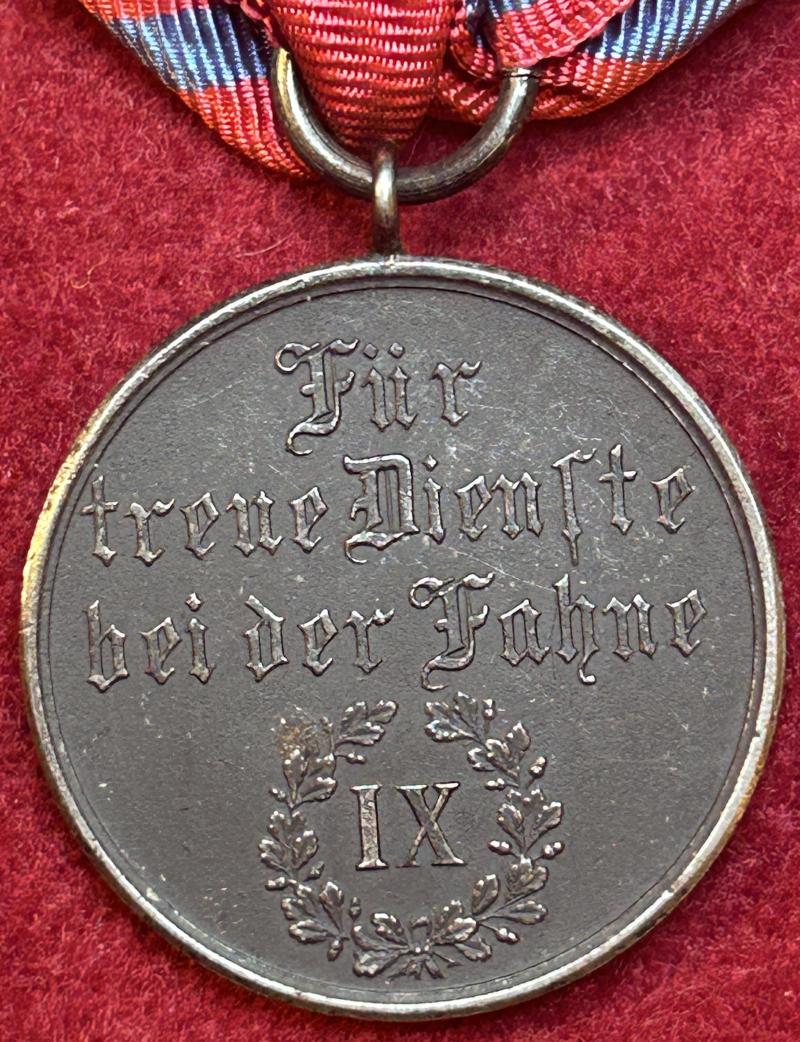 Für
treue Dienſte
bei der Fahne
IX